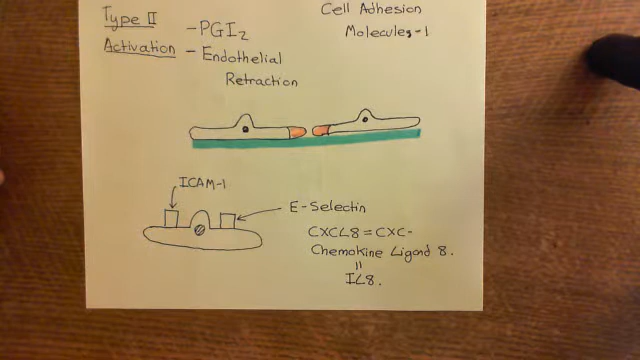 Type II
Activation
-PGI2
- Endothelial
Retraction
Cell Adhesion
Molecules-1
ICAM-1
E-Selectin
CXCL8 = CXC-
Chemokine Ligand 8.
=
IL8.